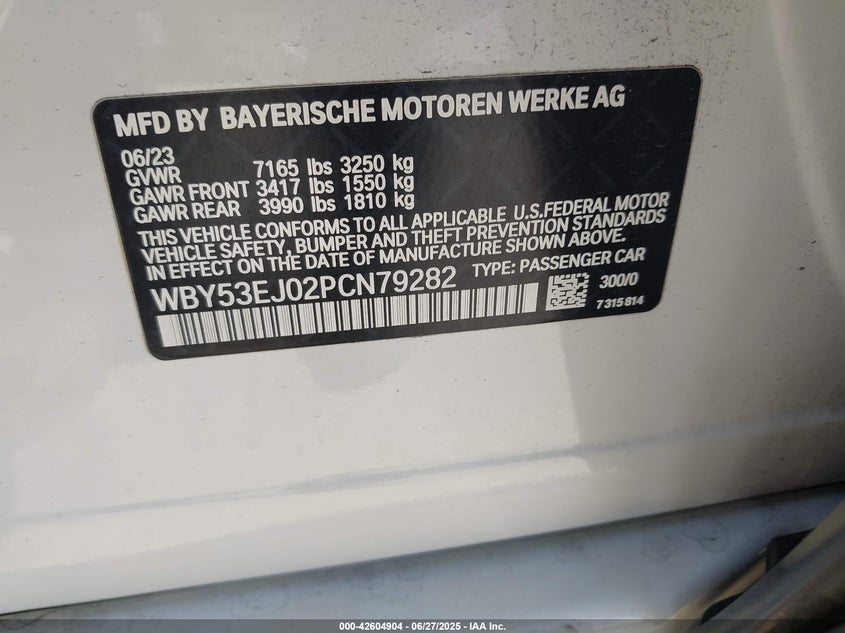 MFD BY BAYERISCHE MOTOREN WERKE AG
06/23
GVWR 7165 lbs 3250 kg
GAWR FRONT 3417 lbs 1550 kg
GAWR REAR 3990 lbs 1810 kg
THIS VEHICLE CONFORMS TO ALL APPLICABLE U.S.FEDERAL MOTOR
VEHICLE SAFETY, BUMPER AND THEFT PREVENTION STANDARDS
IN EFFECT ON THE DATE OF MANUFACTURE SHOWN ABOVE.
WBY53EJ02PCN79282 TYPE: PASSENGER CAR
300/0
7 315 814
000-42604904 / 06/27/2025 - IAA Inc.